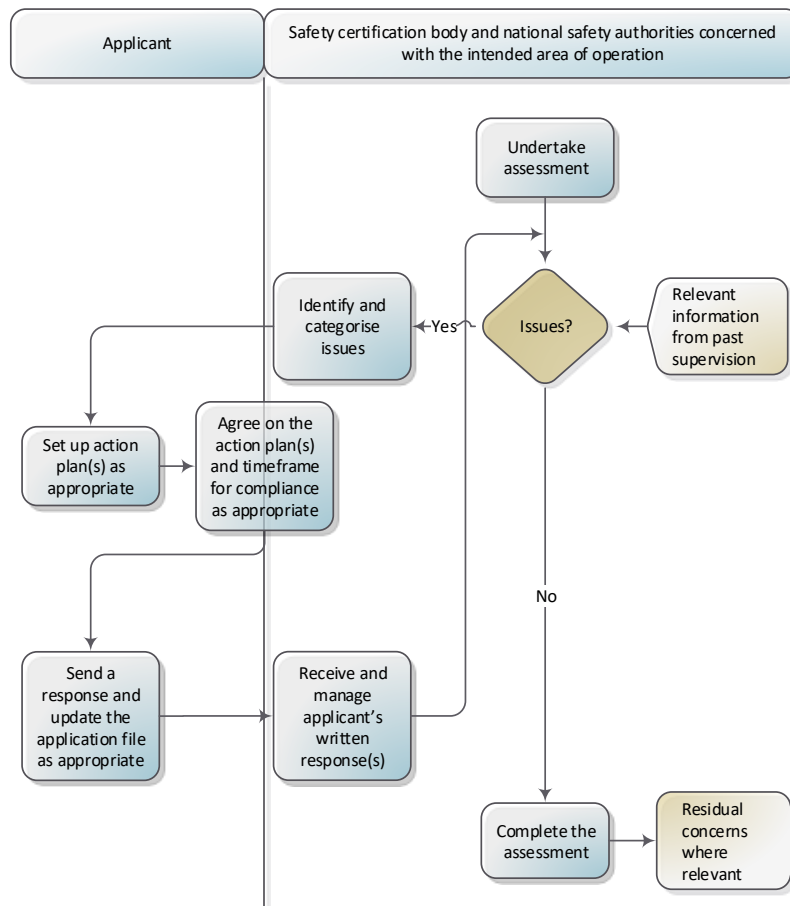 Applicant
Safety certification body and national safety authorities concerned
with the intended area of operation
Undertake
assessment
Identify and
categorise
issues
Yes
Issues?
Relevant
information
from past
supervision
Set up action
plan(s) as
appropriate
Agree on the
action plan(s)
and timeframe
for compliance
as appropriate
No
Send a
response and
update the
application file
as appropriate
Receive and
manage
applicant’s
written
response(s)
Complete the
assessment
Residual
concerns
where
relevant